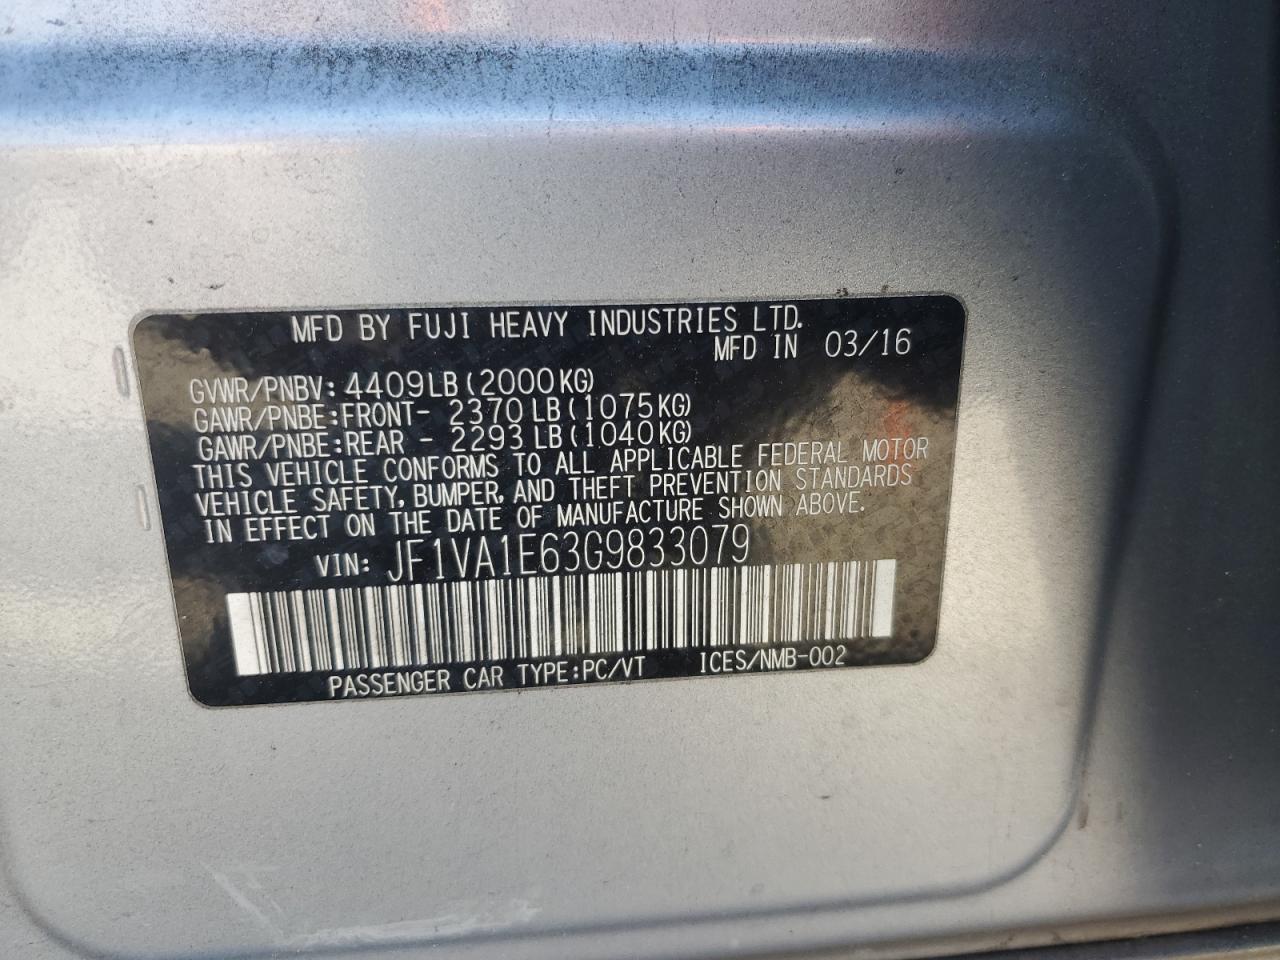 MFD BY FUJI HEAVY INDUSTRIES LTD.
MFD IN 03/16
GVWR/PNBV: 4409LB(2000KG)
GAWR/PNBE:FRONT- 2370LB(1075KG)
GAWR/PNBE:REAR - 2293LB(1040KG)
THIS VEHICLE CONFORMS TO ALL APPLICABLE FEDERAL MOTOR
VEHICLE SAFETY, BUMPER, AND THEFT PREVENTION STANDARDS
IN EFFECT ON THE DATE OF MANUFACTURE SHOWN ABOVE.
VIN: JF1VA1E63G9833079
PASSENGER CAR TYPE:PC/VT ICES/NMB-002